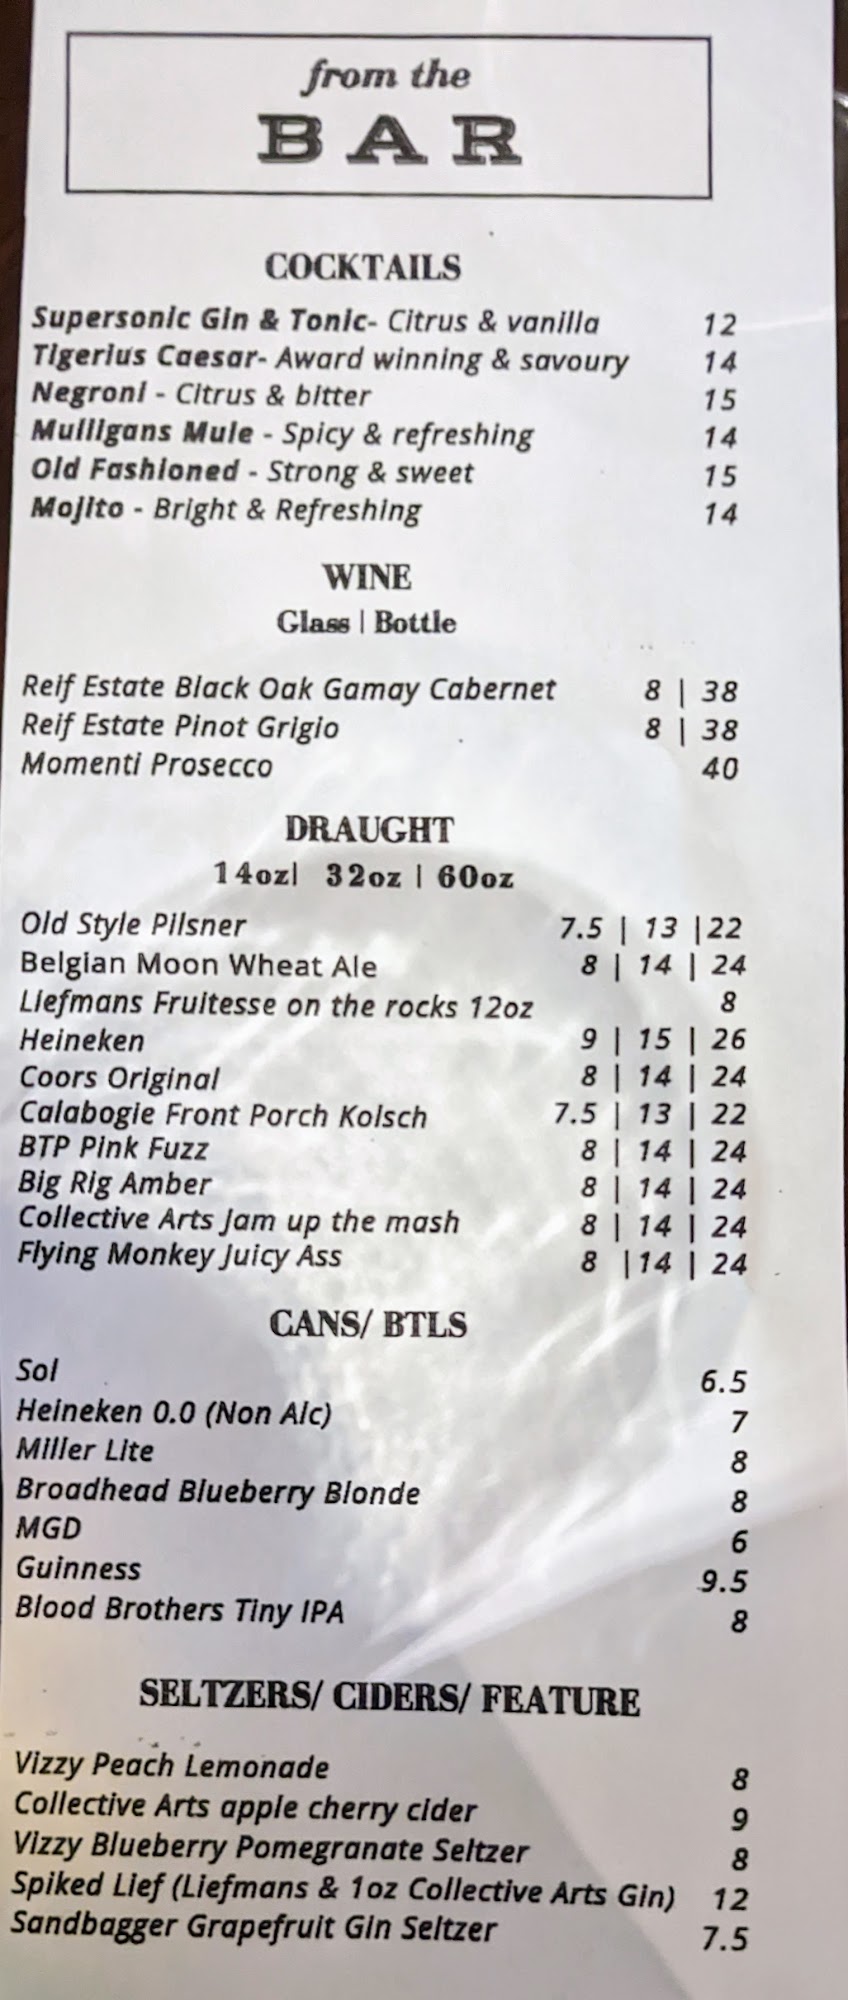 from the
BAR
COCKTAILS
Supersonic Gin & Tonic- Citrus & vanilla 12
Tigerius Caesar- Award winning & savoury 14
Negroni - Citrus & bitter 15
Mulligans Mule - Spicy & refreshing 14
Old Fashioned - Strong & sweet 15
Mojito - Bright & Refreshing 14
WINE
Glass | Bottle
Reif Estate Black Oak Gamay Cabernet 8 | 38
Reif Estate Pinot Grigio 8 | 38
Momenti Prosecco 40
DRAUGHT
14oz| 32oz | 60oz
Old Style Pilsner 7.5 | 13 |22
Belgian Moon Wheat Ale 8 | 14 | 24
Liefmans Fruitesse on the rocks 12oz 8
Heineken 9 | 15 | 26
Coors Original 8 | 14 | 24
Calabogie Front Porch Kolsch 7.5 | 13 | 22
BTP Pink Fuzz 8 | 14 | 24
Big Rig Amber 8 | 14 | 24
Collective Arts Jam up the mash 8 | 14 | 24
Flying Monkey Juicy Ass 8 |14 | 24
CANS/ BTLS
Sol 6.5
Heineken 0.0 (Non Alc) 7
Miller Lite 8
Broadhead Blueberry Blonde 8
MGD 6
Guinness 9.5
Blood Brothers Tiny IPA 8
SELTZERS/ CIDERS/ FEATURE
Vizzy Peach Lemonade 8
Collective Arts apple cherry cider 9
Vizzy Blueberry Pomegranate Seltzer 8
Spiked Lief (Liefmans & 1oz Collective Arts Gin) 12
Sandbagger Grapefruit Gin Seltzer 7.5